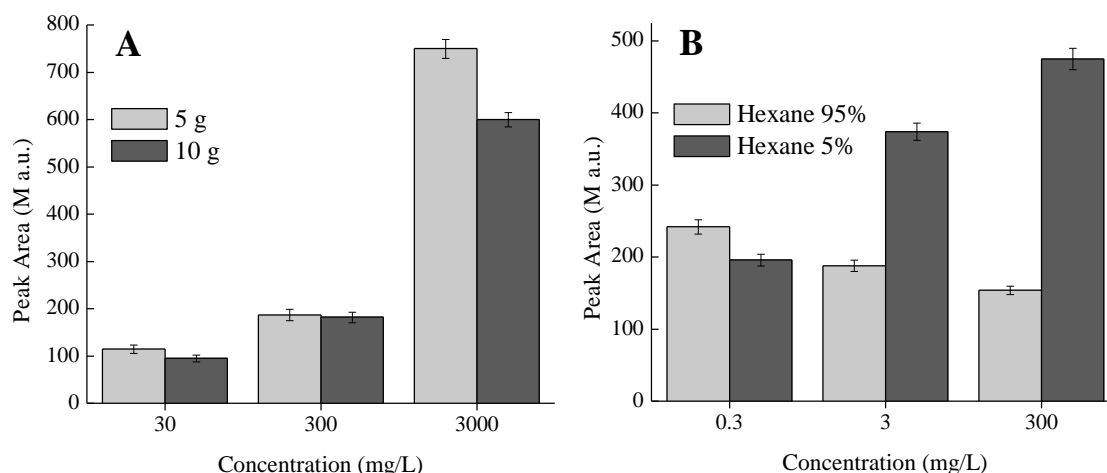 A
800
700
600
500
400
300
200
100
0
Peak Area (M a.u.)
5 g
10 g
30
300
3000
Concentration (mg/L)
B
500
400
300
200
100
0
Peak Area (M a.u.)
Hexane 95%
Hexane 5%
0.3
3
300
Concentration (mg/L)